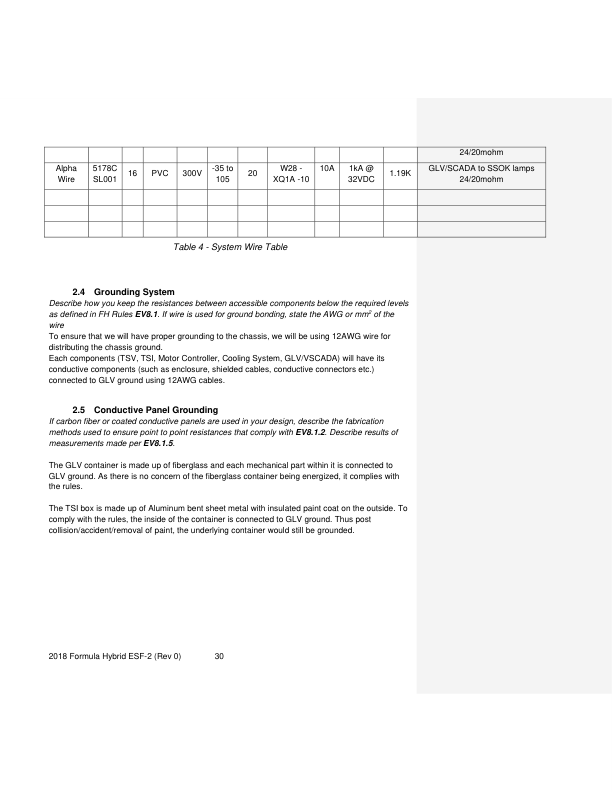 24/20mohm
Alpha Wire 5178C SL001 16 PVC 300V -35 to 105 20 W28 - XQ1A -10 10A 1kA @ 32VDC 1.19K GLV/SCADA to SSOK lamps 24/20mohm
Table 4 - System Wire Table
2.4 Grounding System
Describe how you keep the resistances between accessible components below the required levels
as defined in FH Rules EV8.1. If wire is used for ground bonding, state the AWG or mm² of the
wire
To ensure that we will have proper grounding to the chassis, we will be using 12AWG wire for
distributing the chassis ground.
Each components (TSV, TSI, Motor Controller, Cooling System, GLV/VSCADA) will have its
conductive components (such as enclosure, shielded cables, conductive connectors etc.)
connected to GLV ground using 12AWG cables.
2.5 Conductive Panel Grounding
If carbon fiber or coated conductive panels are used in your design, describe the fabrication
methods used to ensure point to point resistances that comply with EV8.1.2. Describe results of
measurements made per EV8.1.5.
The GLV container is made up of fiberglass and each mechanical part within it is connected to
GLV ground. As there is no concern of the fiberglass container being energized, it complies with
the rules.
The TSI box is made up of Aluminum bent sheet metal with insulated paint coat on the outside. To
comply with the rules, the inside of the container is connected to GLV ground. Thus post
collision/accident/removal of paint, the underlying container would still be grounded.
2018 Formula Hybrid ESF-2 (Rev 0) 30